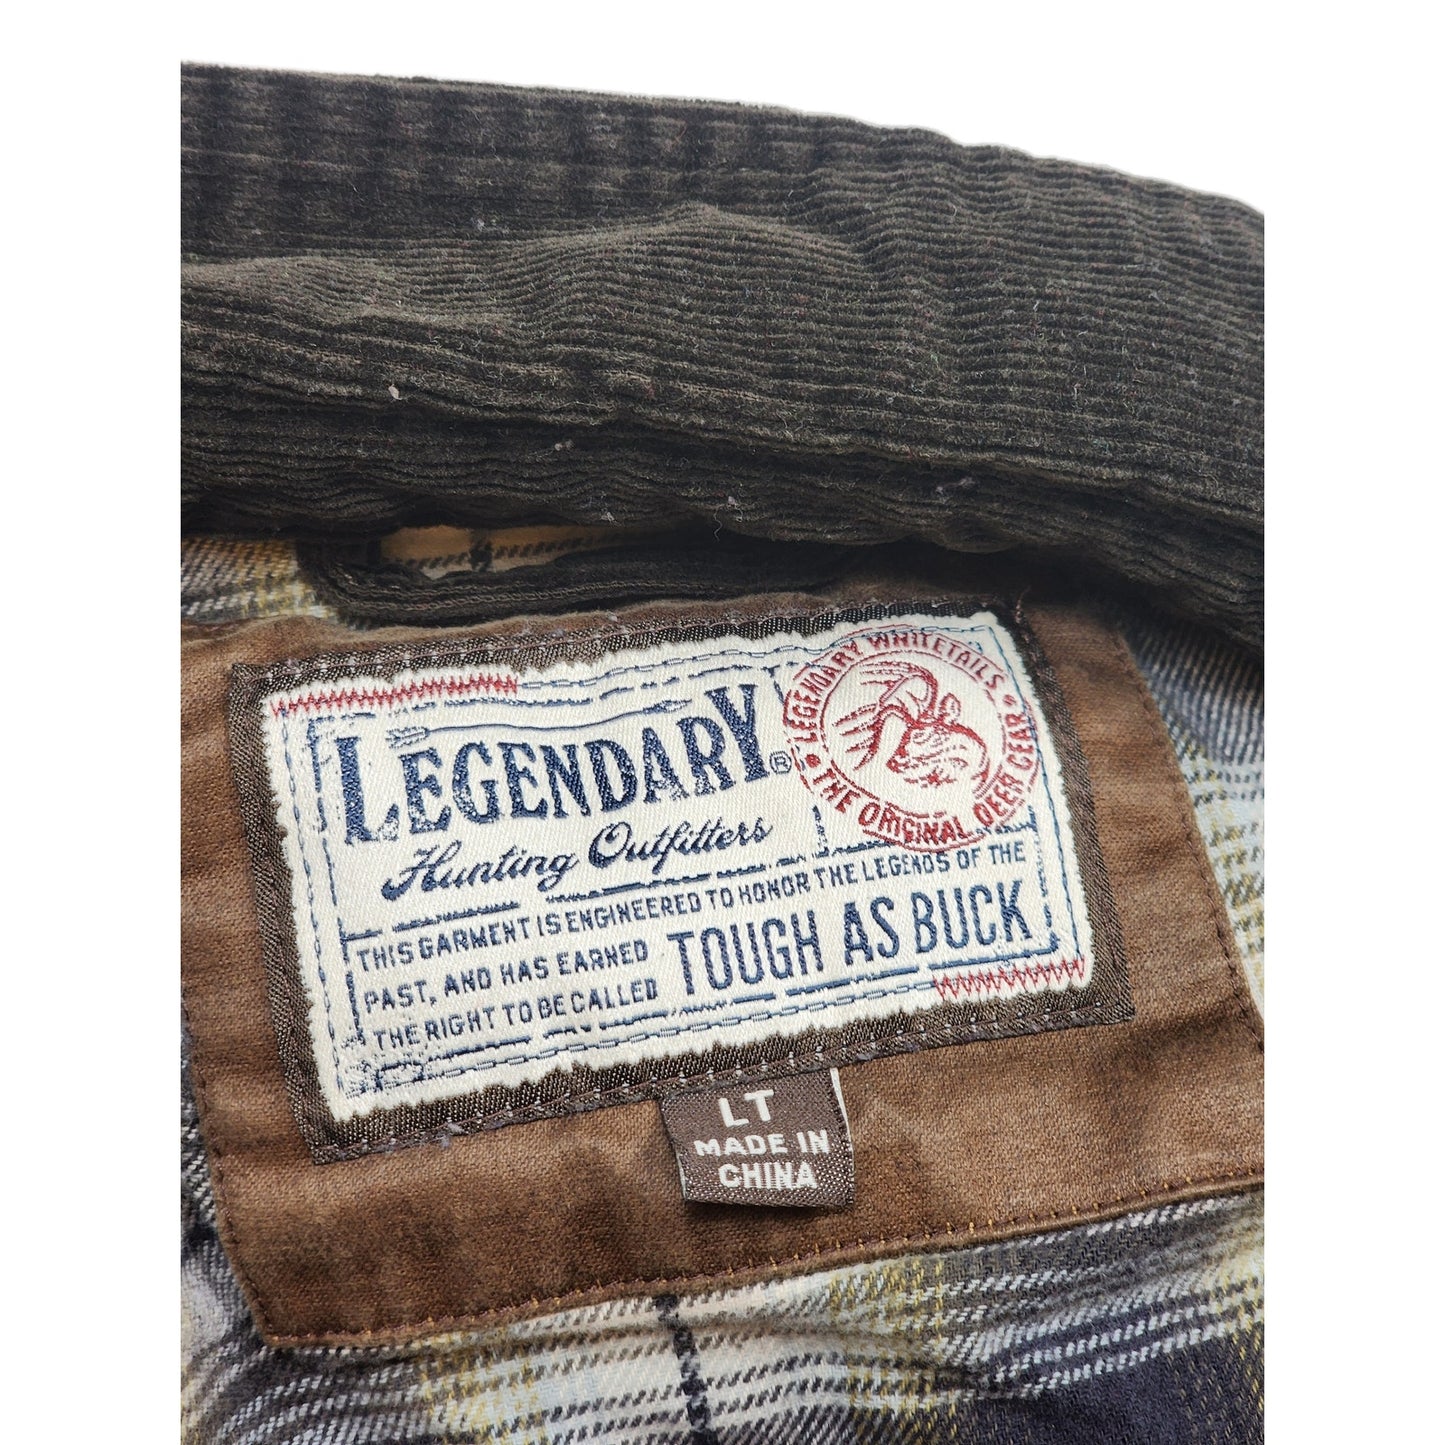 LEGENDARY®
Hunting Outfitters
LEGENDARY WHITETAILS
• THE ORIGINAL DEER GEAR •
THIS GARMENT IS ENGINEERED TO HONOR THE LEGENDS OF THE
PAST, AND HAS EARNED
THE RIGHT TO BE CALLED
TOUGH AS BUCK
LT
MADE IN
CHINA